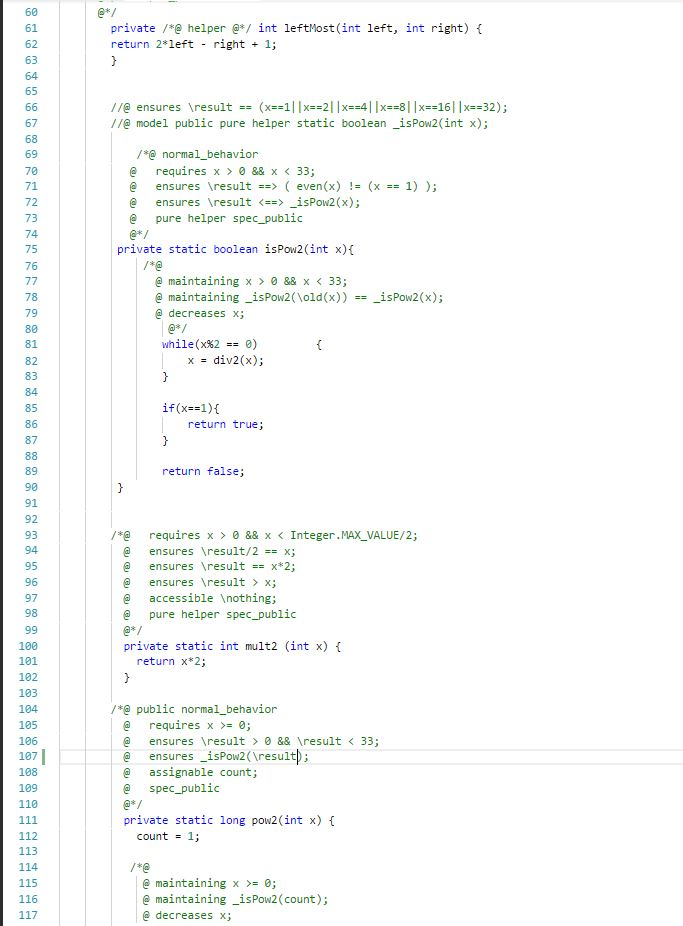 60 @*/
61 private /*@ helper @*/ int leftMost(int left, int right) {
62 return 2*left - right + 1;
63 }
64
65
66 //@ ensures \result == (x==1||x==2||x==4||x==8||x==16||x==32);
67 //@ model public pure helper static boolean _isPow2(int x);
68
69 /*@ normal_behavior
70 @ requires x > 0 && x < 33;
71 @ ensures \result ==> ( even(x) != (x == 1) );
72 @ ensures \result <==> _isPow2(x);
73 @ pure helper spec_public
74 @*/
75 private static boolean isPow2(int x){
76 /*@
77 @ maintaining x > 0 && x < 33;
78 @ maintaining _isPow2(\old(x)) == _isPow2(x);
79 @ decreases x;
80 @*/
81 while(x%2 == 0) {
82 x = div2(x);
83 }
84
85 if(x==1){
86 return true;
87 }
88
89 return false;
90 }
91
92
93 /*@ requires x > 0 && x < Integer.MAX_VALUE/2;
94 @ ensures \result/2 == x;
95 @ ensures \result == x*2;
96 @ ensures \result > x;
97 @ accessible \nothing;
98 @ pure helper spec_public
99 @*/
100 private static int mult2 (int x) {
101 return x*2;
102 }
103
104 /*@ public normal_behavior
105 @ requires x >= 0;
106 @ ensures \result > 0 && \result < 33;
107 @ ensures _isPow2(\result);
108 @ assignable count;
109 @ spec_public
110 @*/
111 private static long pow2(int x) {
112 count = 1;
113
114 /*@
115 @ maintaining x >= 0;
116 @ maintaining _isPow2(count);
117 @ decreases x;